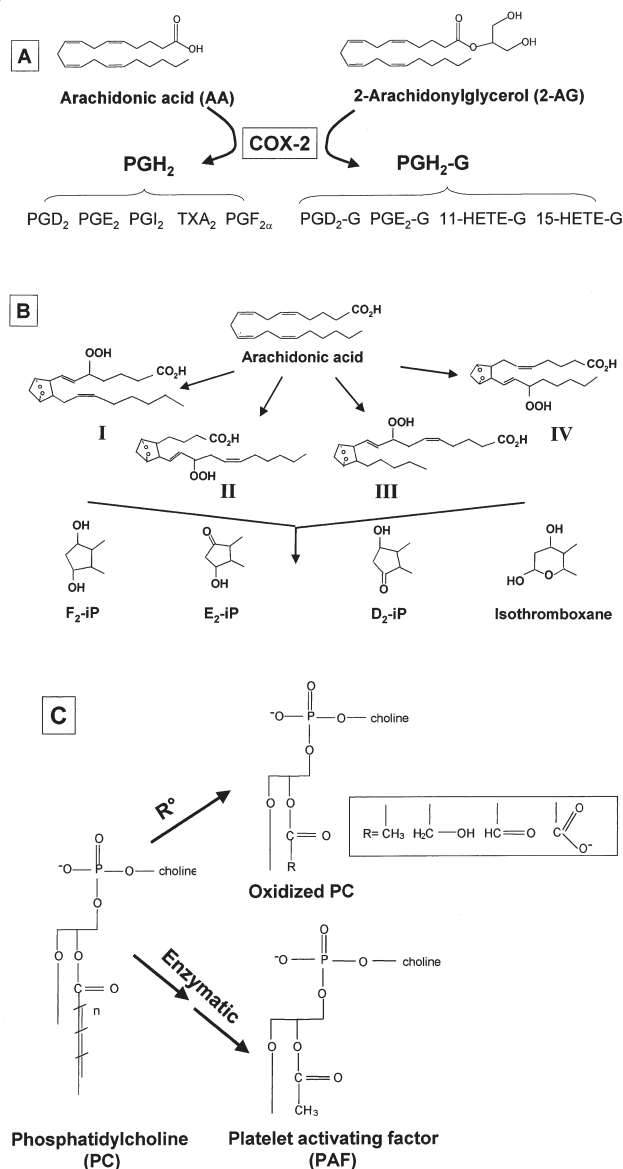 A
O
OH
O
O
OH
OH
Arachidonic acid (AA)
2-Arachidonylglycerol (2-AG)
COX-2
PGH₂
PGH₂-G
PGD₂ PGE₂ PGI₂ TXA₂ PGF₂α
PGD₂-G PGE₂-G 11-HETE-G 15-HETE-G
B
CO₂H
Arachidonic acid
OOH
CO₂H
O
O
I
CO₂H
O
O
OOH
II
OOH
CO₂H
O
O
III
CO₂H
O
O
OOH
IV
OH
OH
F₂-iP
O
OH
E₂-iP
OH
O
D₂-iP
OH
HO
O
Isothromboxane
C
O
⁻O P O choline
O
O O
C O
R
Oxidized PC
R°
R= CH₃ H₂C OH HC O C O O⁻
O
⁻O P O choline
O
O O
C O
n
Phosphatidylcholine
(PC)
Enzymatic
O
⁻O P O choline
O
O O
C O
CH₃
Platelet activating factor
(PAF)